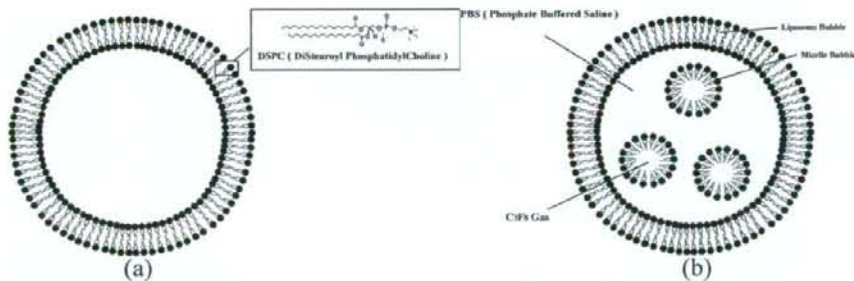 PBS ( Phosphate Buffered Saline )
Liposome Bubble
DSPC ( DiStearoyl PhosphatidylCholine )
Micelle Bubble
C3F8 Gas
(a)
(b)